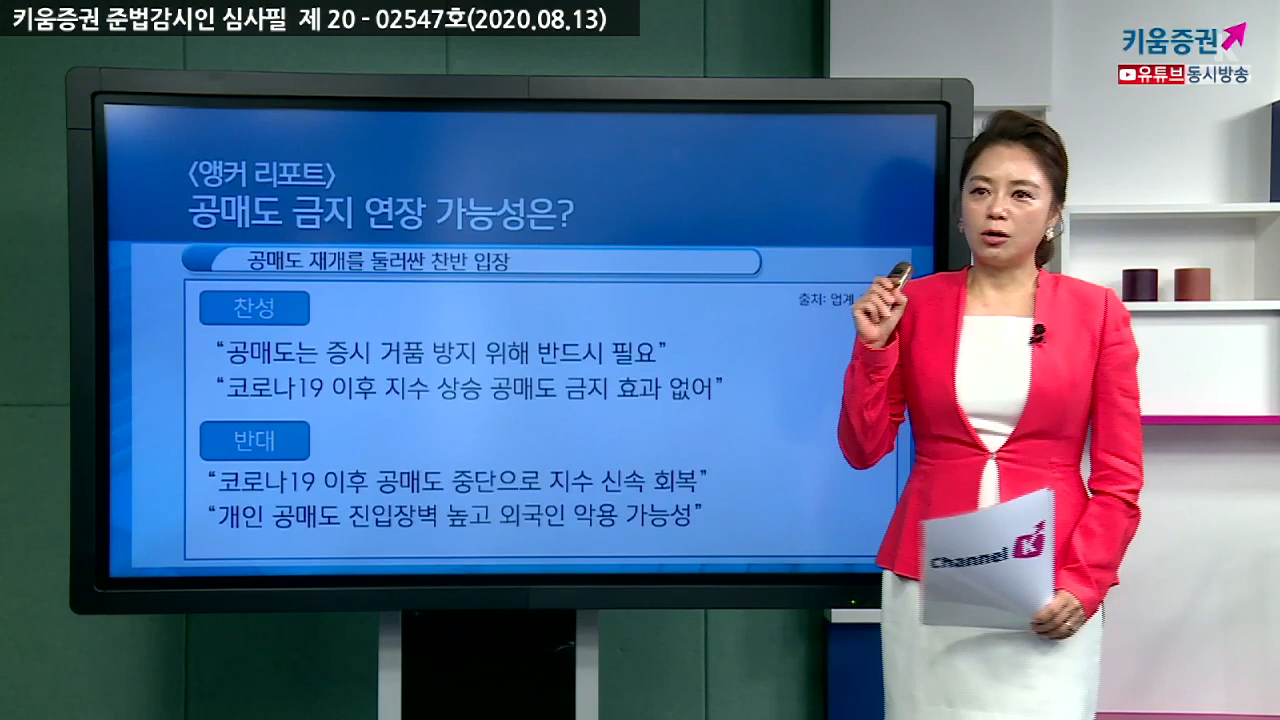 키움증권 준법감시인 심사필 제 20 - 02547호(2020.08.13)
키움증권
유튜브 동시방송
<앵커 리포트>
공매도 금지 연장 가능성은?
공매도 재개를 둘러싼 찬반 입장
출처: 업계
찬성
“공매도는 증시 거품 방지 위해 반드시 필요”
“코로나19 이후 지수 상승 공매도 금지 효과 없어”
반대
“코로나19 이후 공매도 중단으로 지수 신속 회복”
“개인 공매도 진입장벽 높고 외국인 악용 가능성”
Channel K